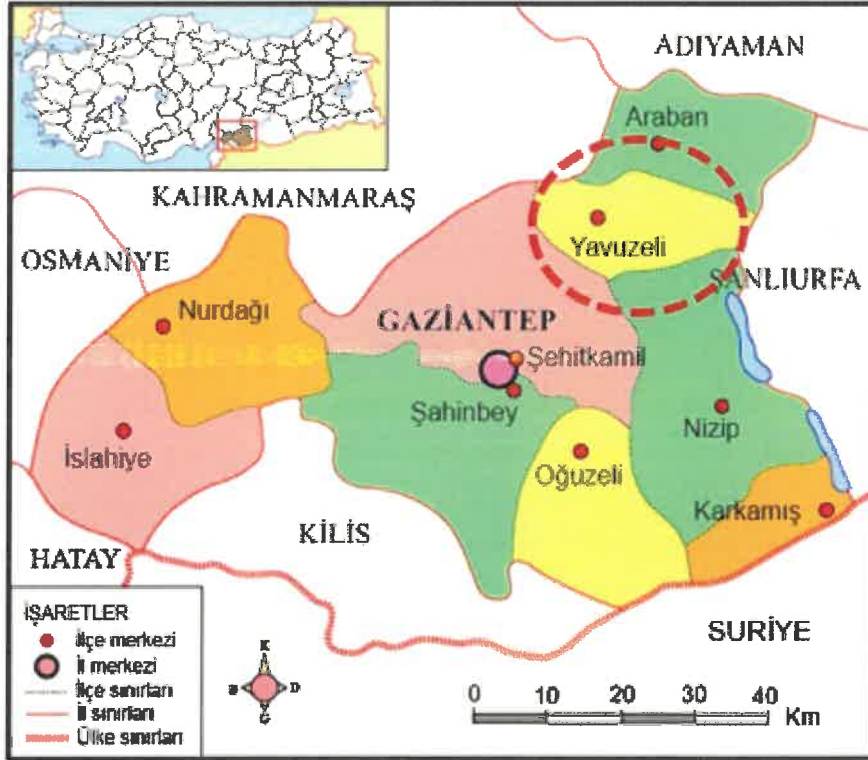 ADIYAMAN
Araban
KAHRAMANMARAŞ
OSMANİYE
Yavuzeli
ŞANLIURFA
Nurdağı
GAZİANTEP
Şehitkamil
Şahinbey
Nizip
İslahiye
Oğuzeli
Karkamış
KİLİS
HATAY
SURİYE
İŞARETLER
İlçe merkezi
İl merkezi
İlçe sınırları
İl sınırları
Ülke sınırları
K
B D
G
0 10 20 30 40
Km